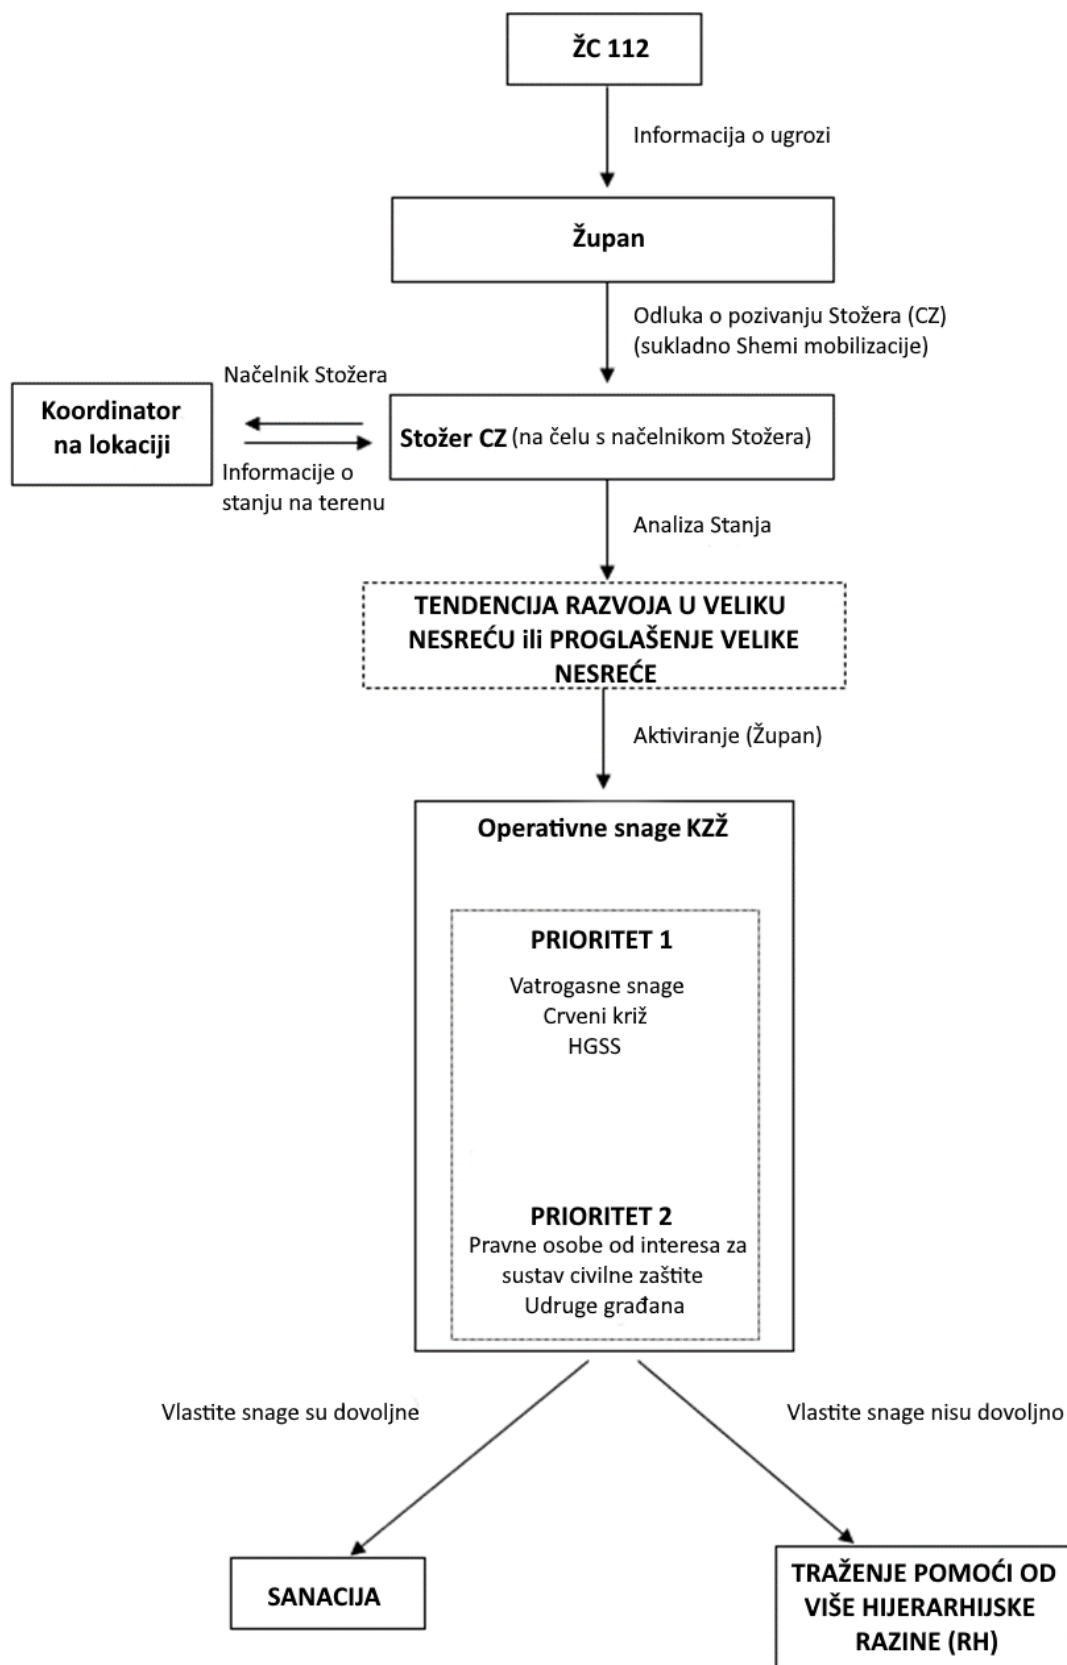 ŽC 112
Informacija o ugrozi
Župan
Odluka o pozivanju Stožera (CZ)
(sukladno Shemi mobilizacije)
Načelnik Stožera
Koordinator
na lokaciji
Stožer CZ (na čelu s načelnikom Stožera)
Informacije o
stanju na terenu
Analiza Stanja
TENDENCIJA RAZVOJA U VELIKU
NESREĆU ili PROGLAŠENJE VELIKE
NESREĆE
Aktiviranje (Župan)
Operativne snage KZŽ
PRIORITET 1
Vatrogasne snage
Crveni križ
HGSS
PRIORITET 2
Pravne osobe od interesa za
sustav civilne zaštite
Udruge građana
Vlastite snage su dovoljne
Vlastite snage nisu dovoljno
SANACIJA
TRAŽENJE POMOĆI OD
VIŠE HIJERARHIJSKE
RAZINE (RH)